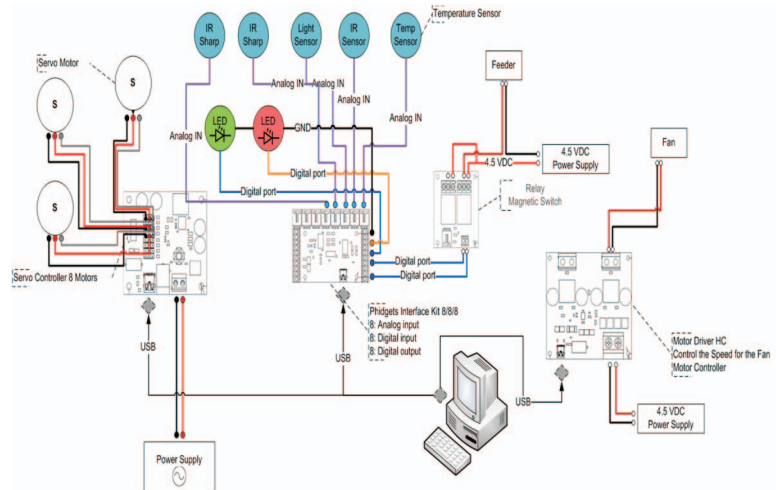 IR
Sharp
IR
Sharp
Light
Sensor
IR
Sensor
Temp
Sensor
Temperature Sensor
Servo Motor
S
S
S
Analog IN
Analog IN
Analog IN
Analog IN
Analog IN
LED
LED
GND
Digital port
Digital port
Feeder
4.5 VDC
4.5 VDC
Power Supply
Fan
Relay
Magnetic Switch
Servo Controller 8 Motors
Digital port
Digital port
Phidgets Interface Kit 8/8/8
8: Analog input
8: Digital input
8: Digital output
USB
USB
USB
Motor Driver HC
Control the Speed for the Fan
Motor Controller
4.5 VDC
Power Supply
Power Supply